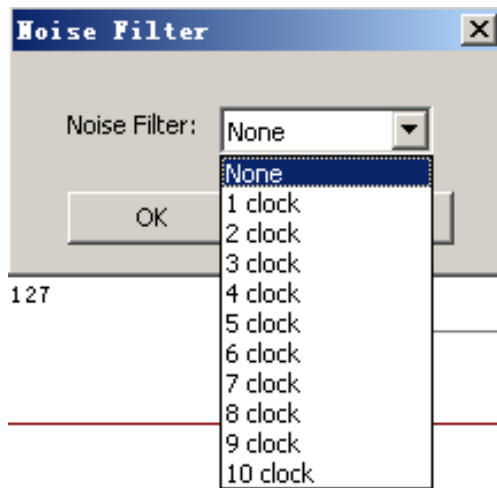 Noise Filter
Noise Filter: None
None
OK
1 clock
2 clock
3 clock
127
4 clock
5 clock
6 clock
7 clock
8 clock
9 clock
10 clock